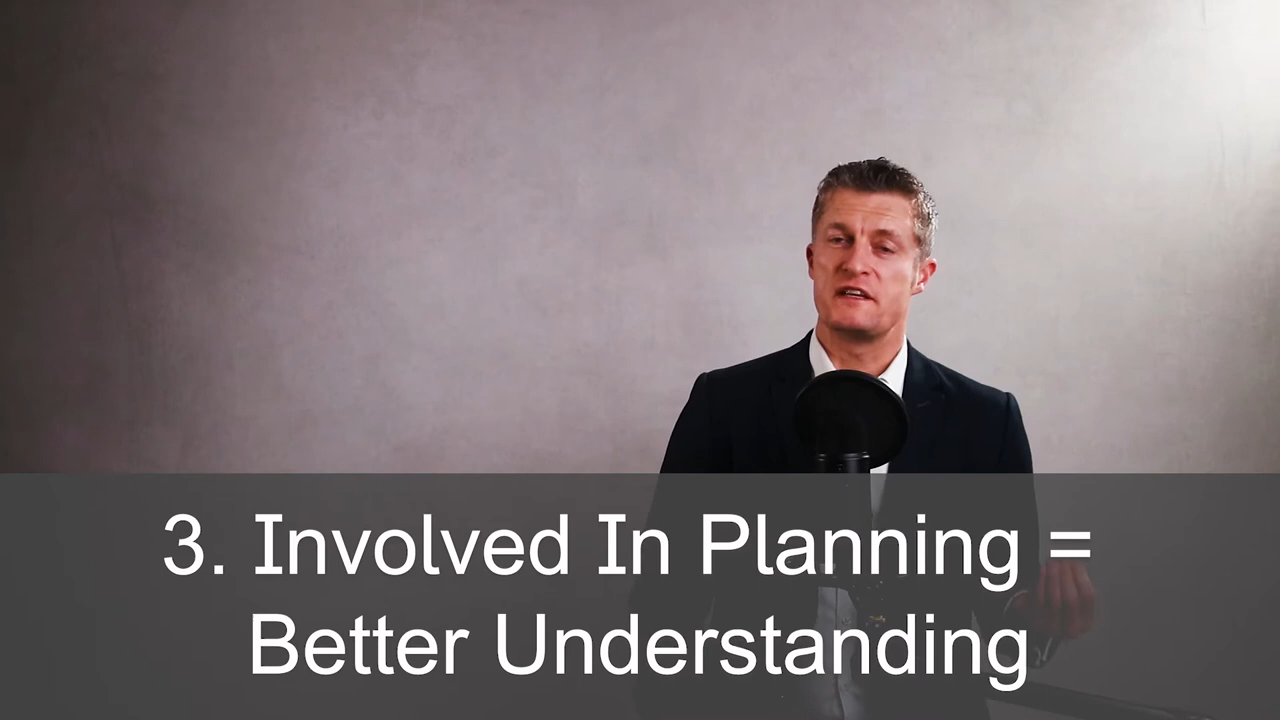 3. Involved In Planning =
Better Understanding